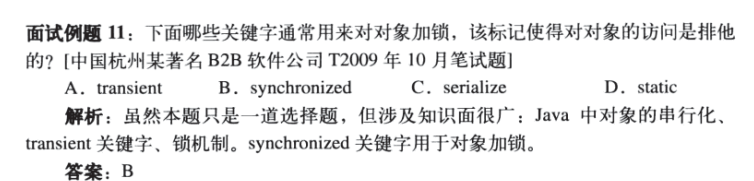 面试例题 11：下面哪些关键字通常用来对对象加锁，该标记使得对对象的访问是排他
的？[中国杭州某著名 B2B 软件公司 T2009 年 10 月笔试题]
A．transient B．synchronized C．serialize D．static
解析：虽然本题只是一道选择题，但涉及知识面很广：Java 中对象的串行化、
transient 关键字、锁机制。synchronized 关键字用于对象加锁。
答案：B